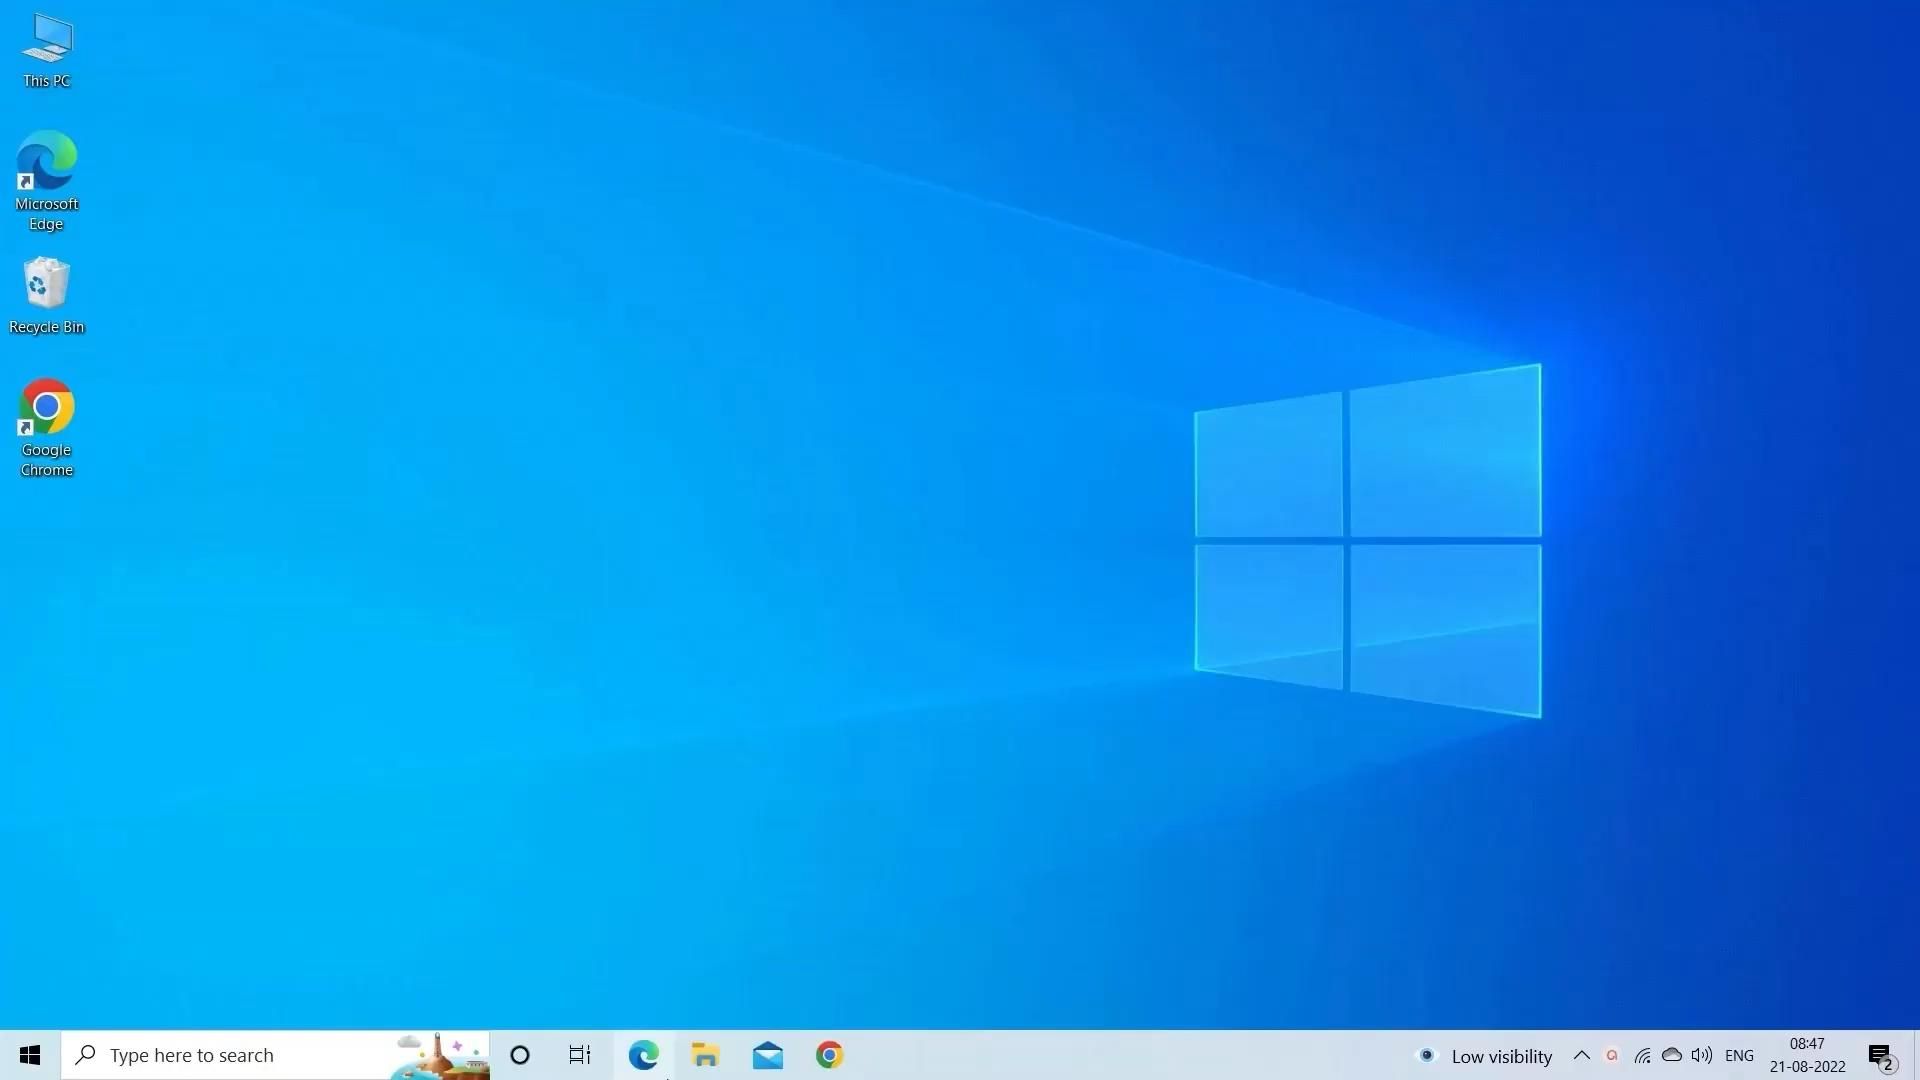 This PC
Microsoft
Edge
Recycle Bin
Google
Chrome
Type here to search
Low visibility
ENG
08:47
21-08-2022
2